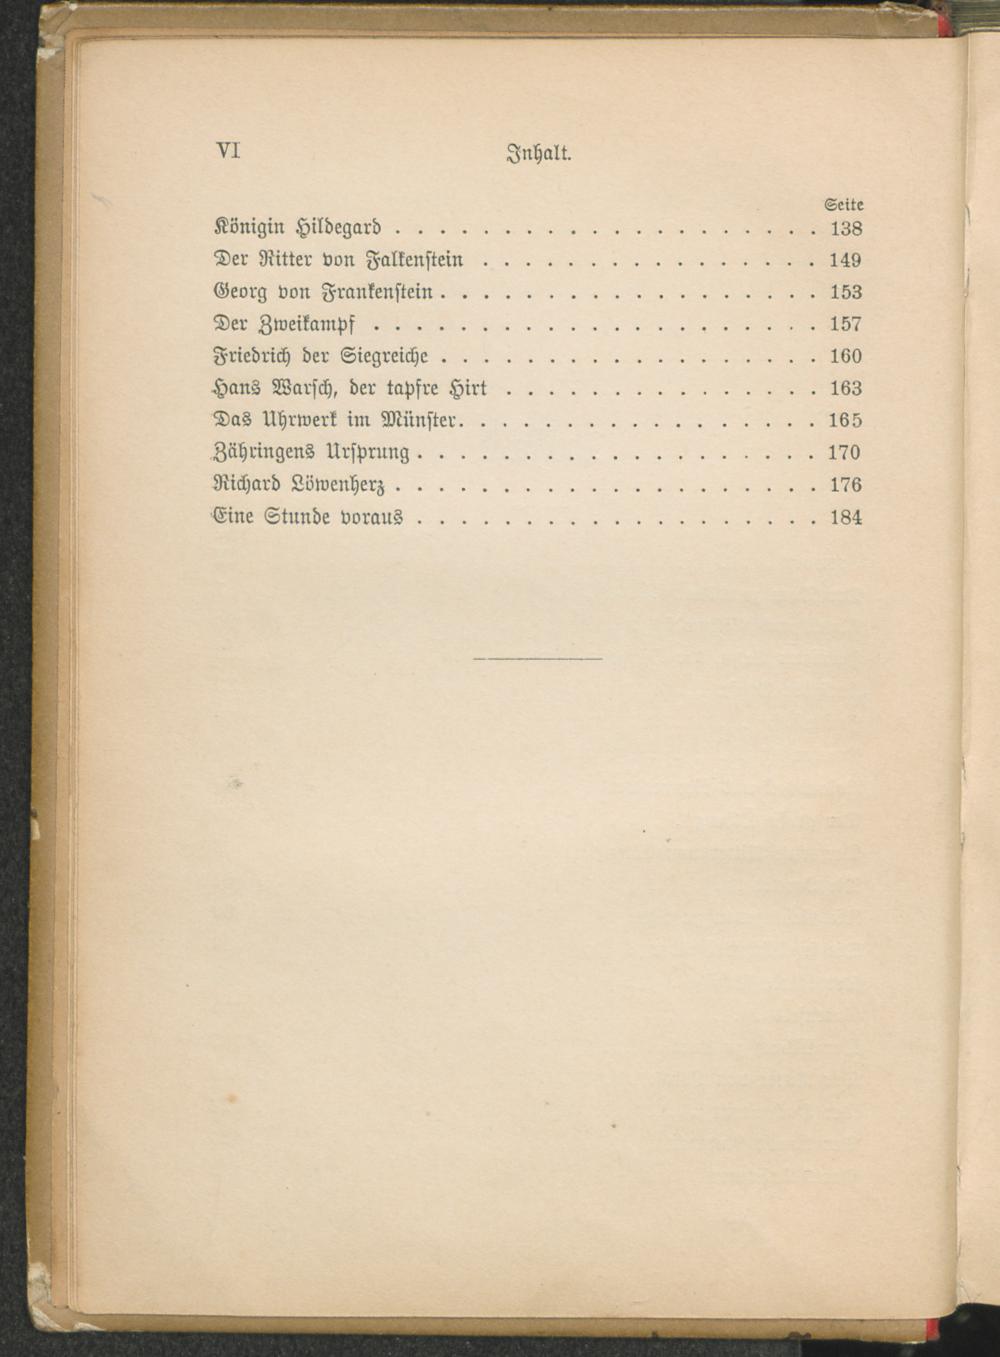 VI Inhalt.
Seite
Königin Hildegard . . . . . . . . . . . . . . . . . . . . 138
Der Ritter von Falkenstein . . . . . . . . . . . . . . . . 149
Georg von Frankenstein . . . . . . . . . . . . . . . . . . 153
Der Zweikampf . . . . . . . . . . . . . . . . . . . . . 157
Friedrich der Siegreiche . . . . . . . . . . . . . . . . . . 160
Hans Warsch, der tapfre Hirt . . . . . . . . . . . . . . . 163
Das Uhrwerk im Münster . . . . . . . . . . . . . . . . . 165
Zähringens Ursprung . . . . . . . . . . . . . . . . . . . 170
Richard Löwenherz . . . . . . . . . . . . . . . . . . . . 176
Eine Stunde voraus . . . . . . . . . . . . . . . . . . . 184